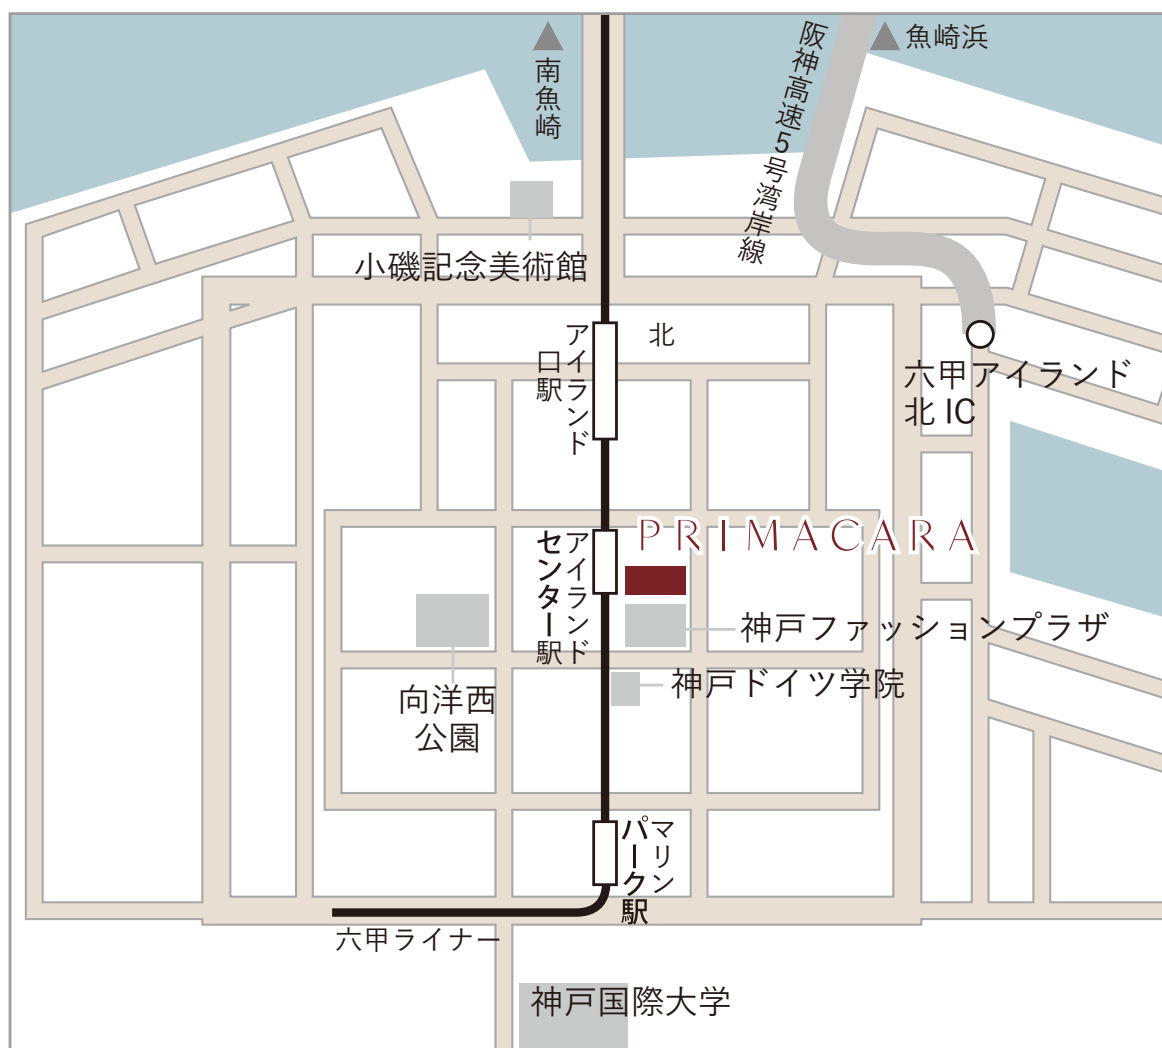 南魚崎
魚崎浜
阪神高速5号湾岸線
小磯記念美術館
アイランド
北
口駅
六甲アイランド
北 IC
PRIMACARA
アイランド
センター駅
神戸ファッションプラザ
神戸ドイツ学院
向洋西
公園
マリン
パーク駅
六甲ライナー
神戸国際大学